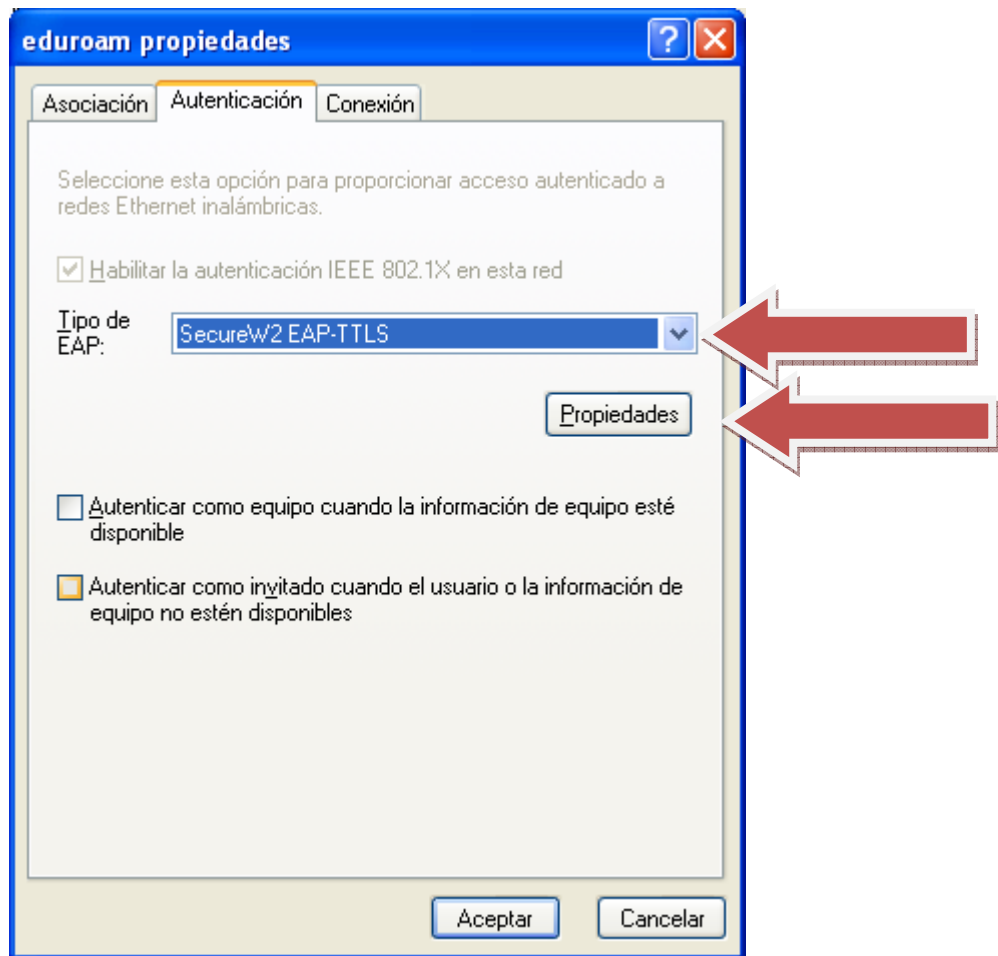 eduroam propiedades
Asociación Autenticación Conexión
Seleccione esta opción para proporcionar acceso autenticado a
redes Ethernet inalámbricas.
Habilitar la autenticación IEEE 802.1X en esta red
Tipo de
EAP:
SecureW2 EAP-TTLS
Propiedades
Autenticar como equipo cuando la información de equipo esté
disponible
Autenticar como invitado cuando el usuario o la información de
equipo no estén disponibles
Aceptar Cancelar